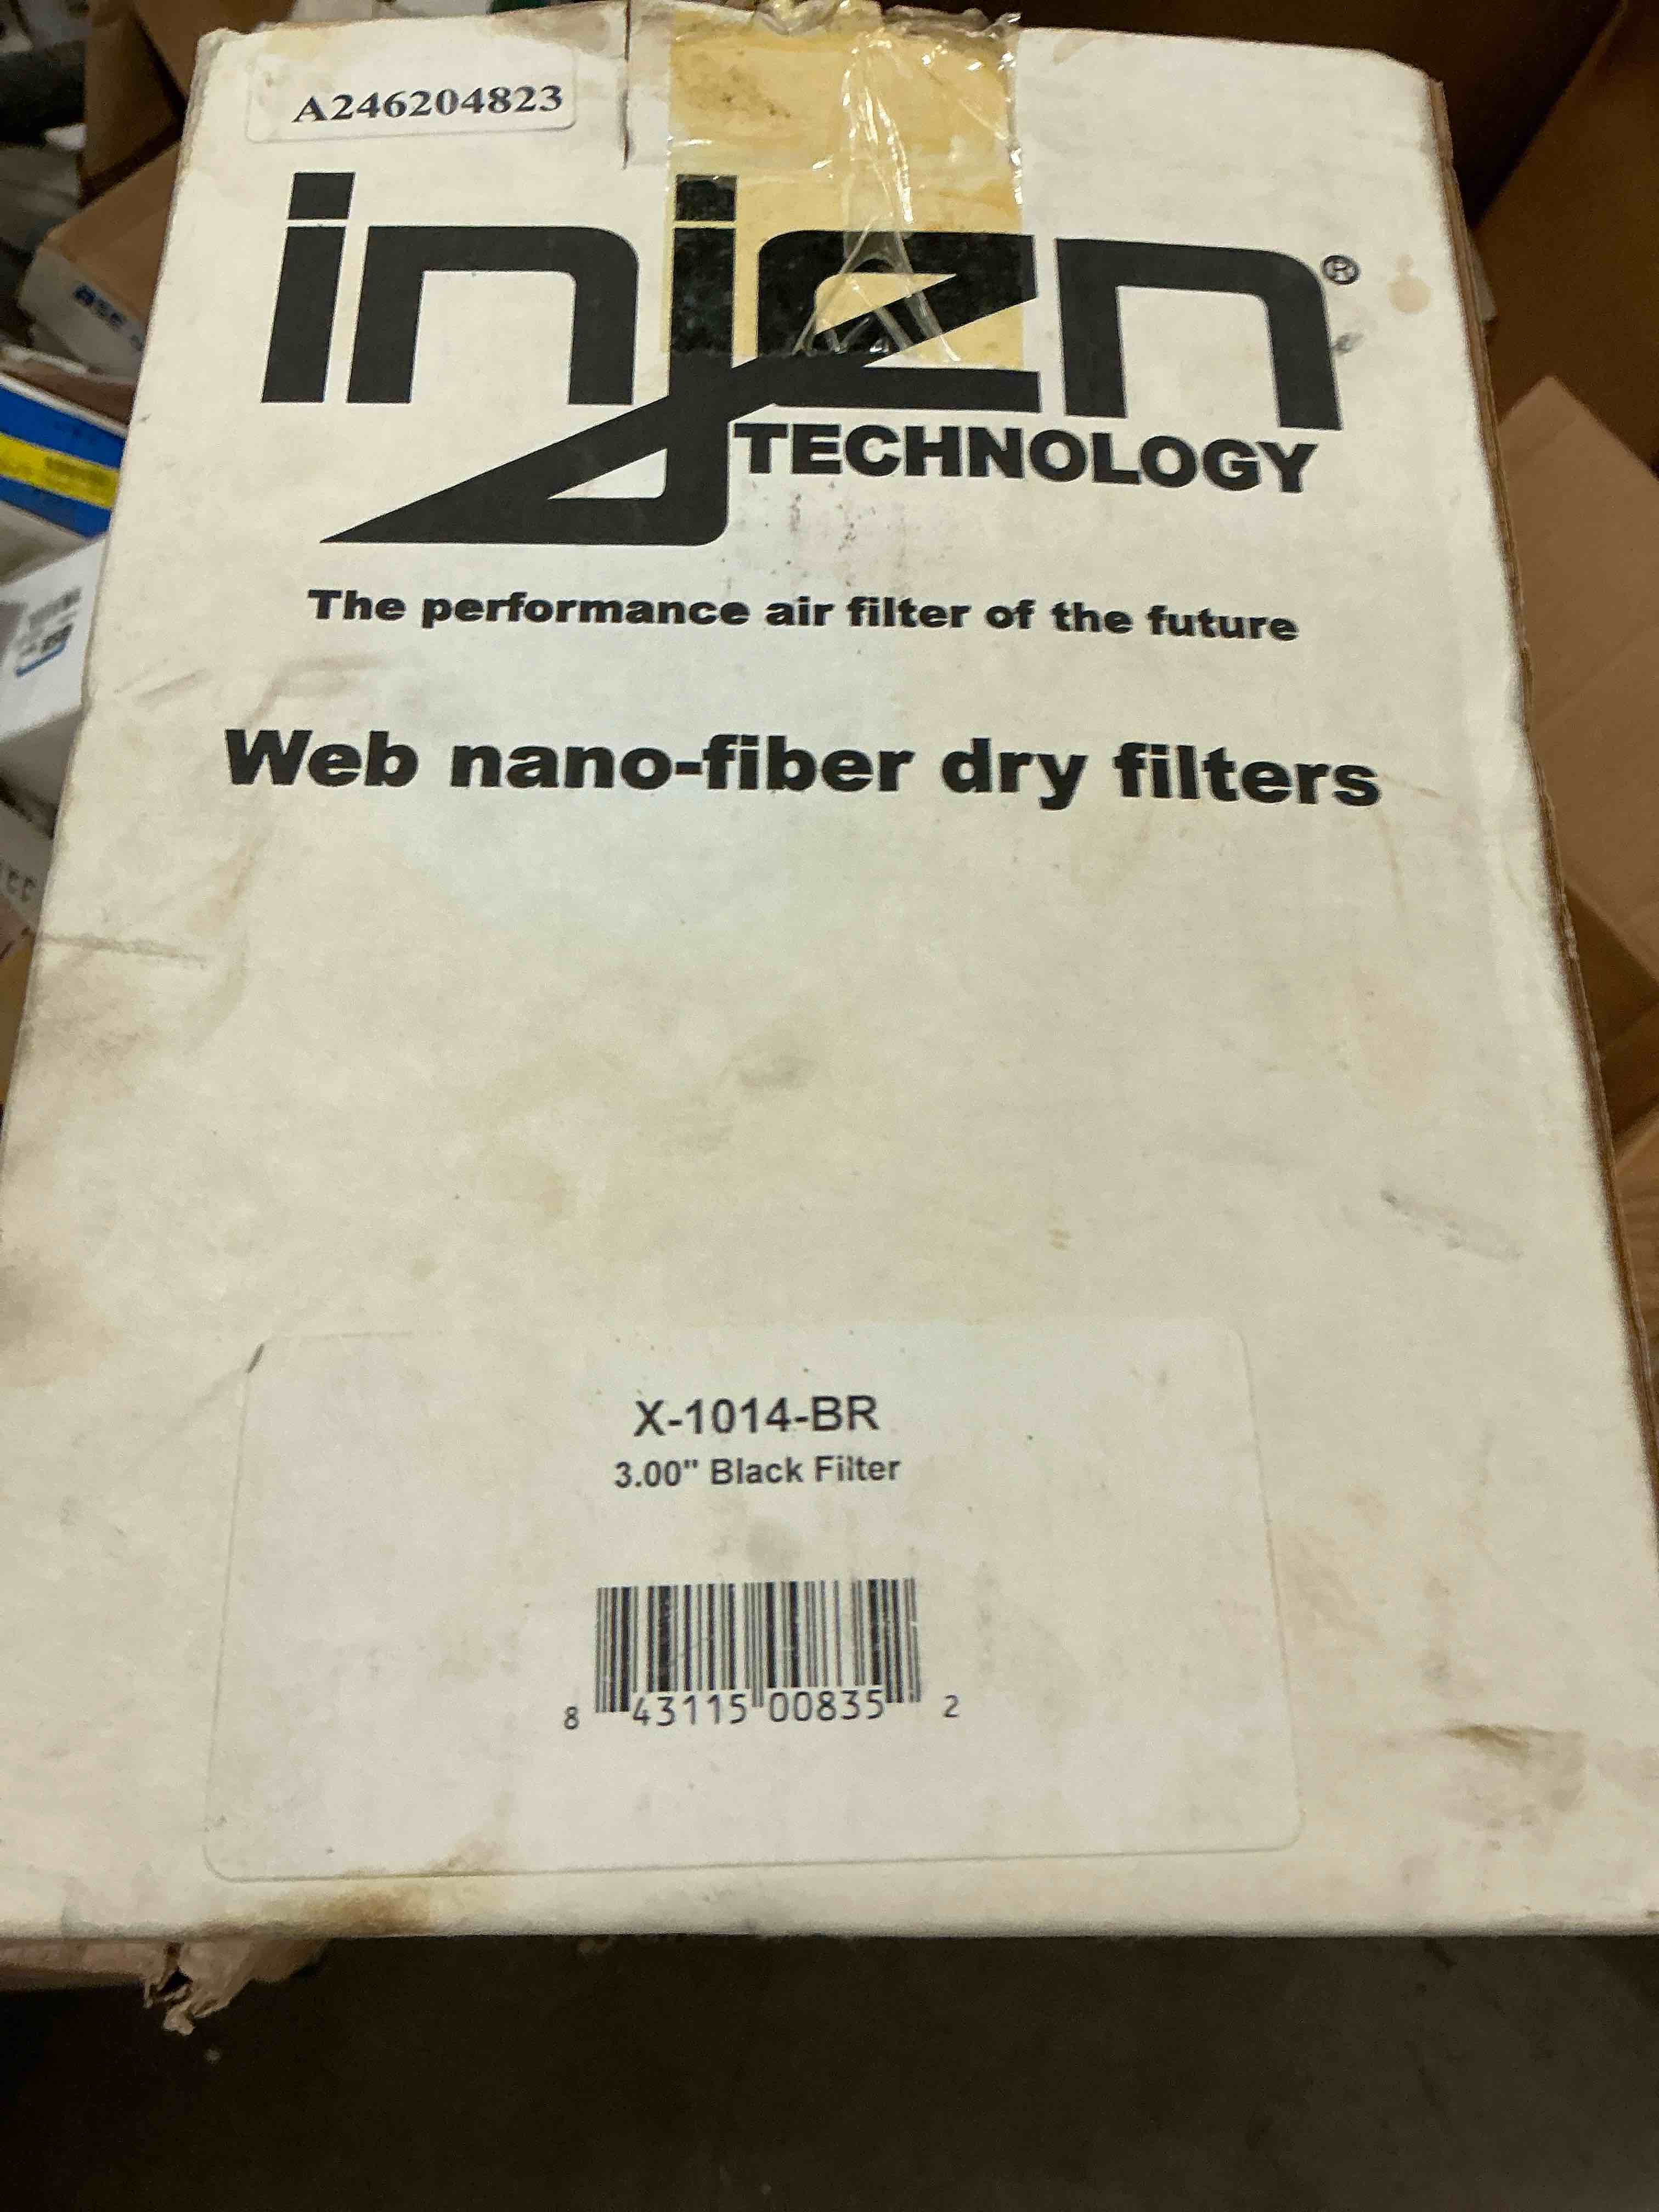 A246204823
injen®
TECHNOLOGY
The performance air filter of the future
Web nano-fiber dry filters
X-1014-BR
3.00" Black Filter
8 43115 00835 2